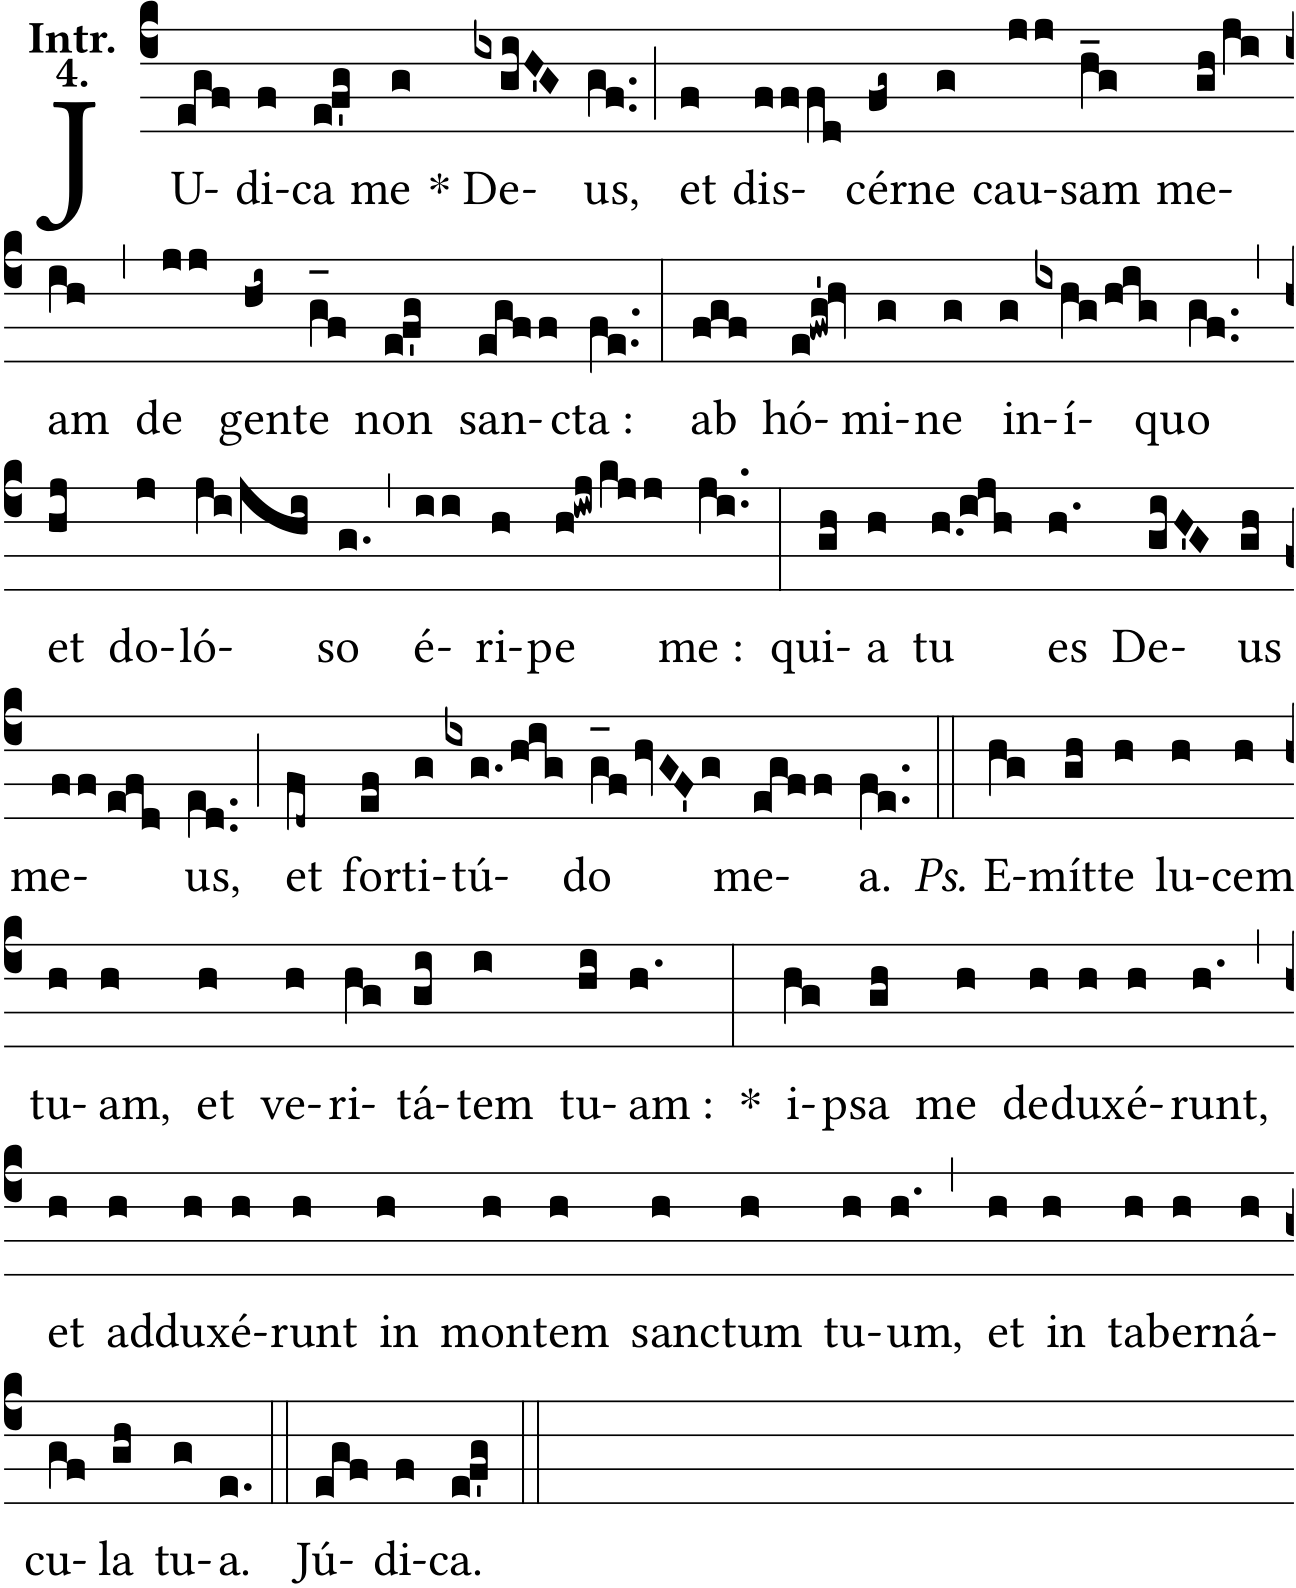 Intr.
4.
JU- di-ca me * De- us, et dis- cérne cau-sam me-
am de gente non san-cta : ab hó-mi-ne in-í- quo
et do-ló- so é- ri-pe me : qui- a tu es De- us
me- us, et forti-tú- do me- a. Ps. E-mítte lu-cem
tu- am, et ve-ri- tá-tem tu- am : * i-psa me deduxé-runt,
et adduxé-runt in montem sanctum tu-um, et in taberná-
cu- la tu-a. Jú- di-ca.